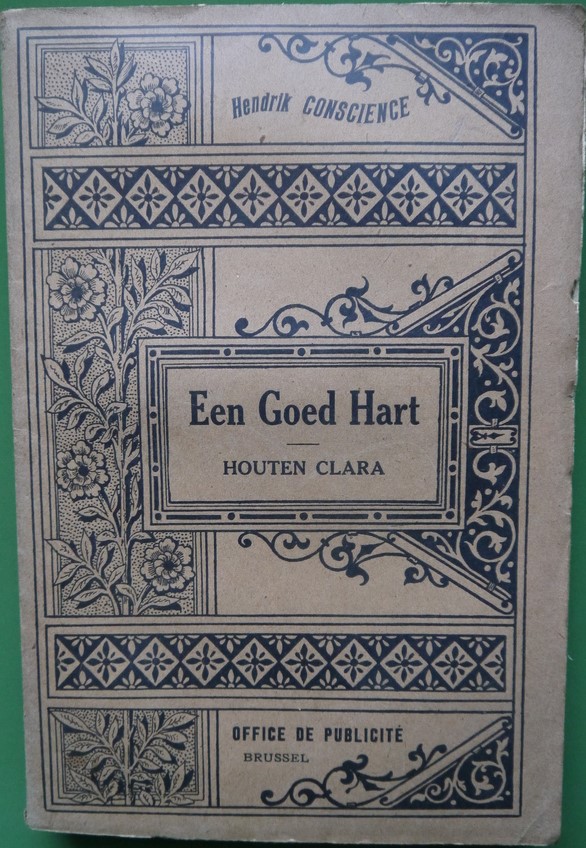 Hendrik CONSCIENCE
Een Goed Hart
HOUTEN CLARA
OFFICE DE PUBLICITÉ
BRUSSEL